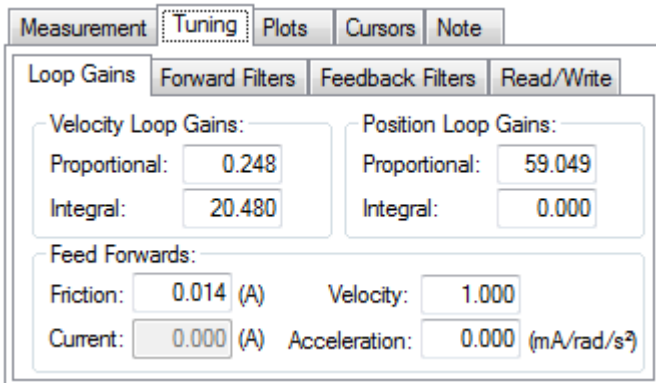 Measurement Tuning Plots Cursors Note
Loop Gains Forward Filters Feedback Filters Read/Write
Velocity Loop Gains: Position Loop Gains:
Proportional: 0.248 Proportional: 59.049
Integral: 20.480 Integral: 0.000
Feed Forwards:
Friction: 0.014 (A) Velocity: 1.000
Current: 0.000 (A) Acceleration: 0.000 (mA/rad/s²)